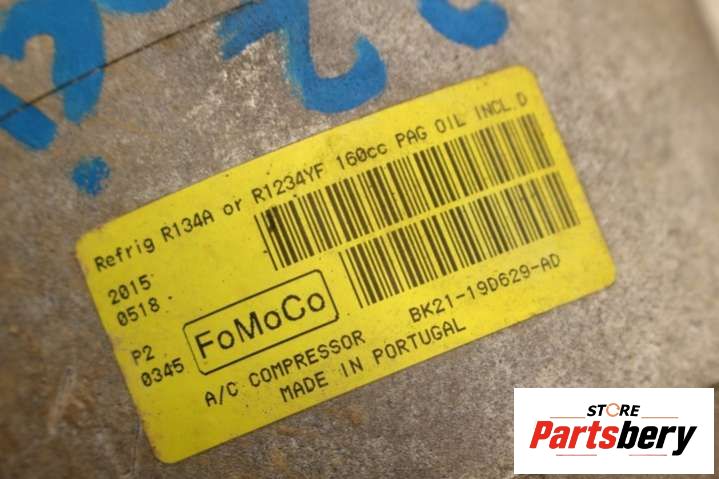 Refrig R134A or R1234YF 160cc PAG OIL INCL.D
2015
0518
P2
0345
FoMoCo
BK21-19D629-AD
A/C COMPRESSOR
MADE IN PORTUGAL
STORE
Partsbery